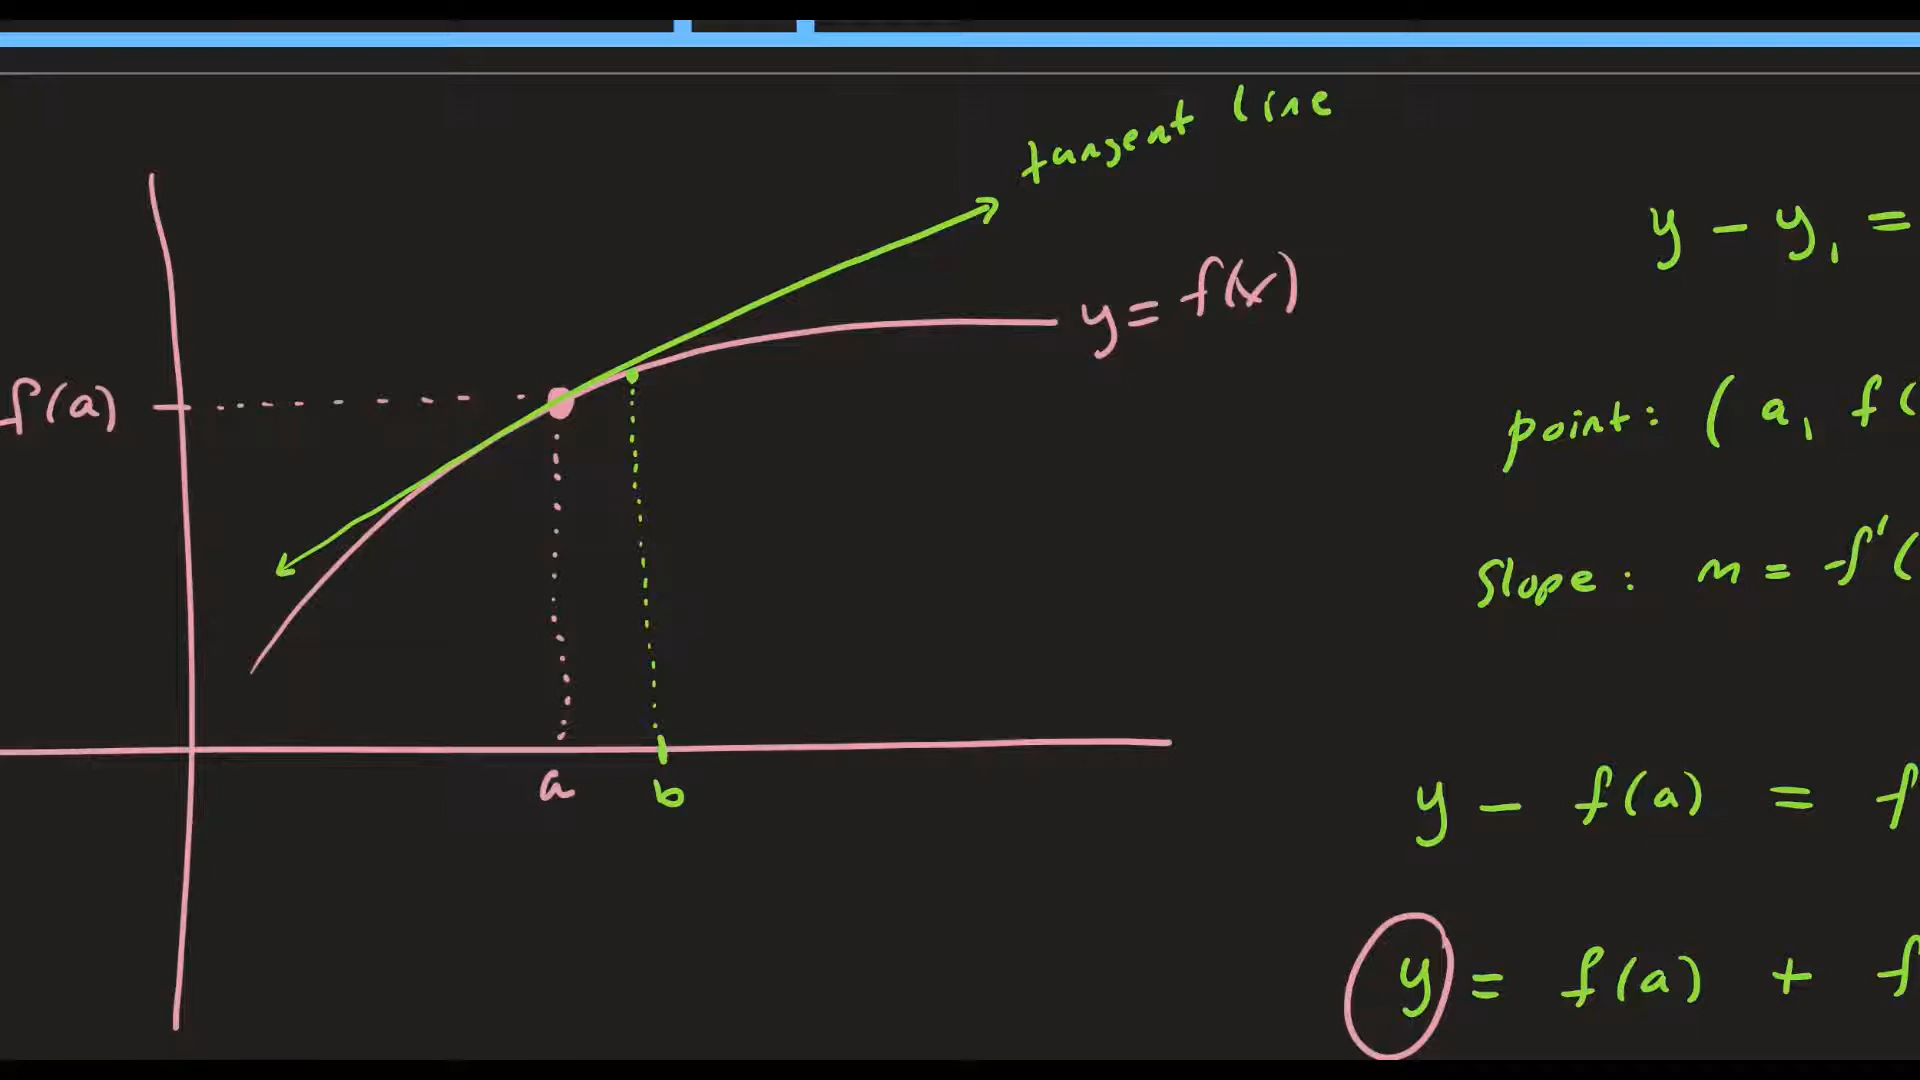 tangent line
y = f(x)
f(a)
a
b
y - y₁ =
point: ( a, f(
slope: m = f'(
y - f(a) = f
y = f(a) + f